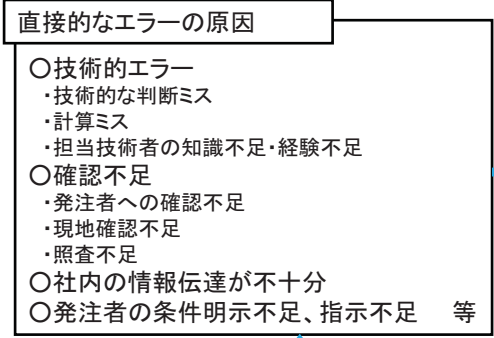 直接的なエラーの原因
〇技術的エラー
・技術的な判断ミス
・計算ミス
・担当技術者の知識不足・経験不足
〇確認不足
・発注者への確認不足
・現地確認不足
・照査不足
〇社内の情報伝達が不十分
〇発注者の条件明示不足、指示不足　等